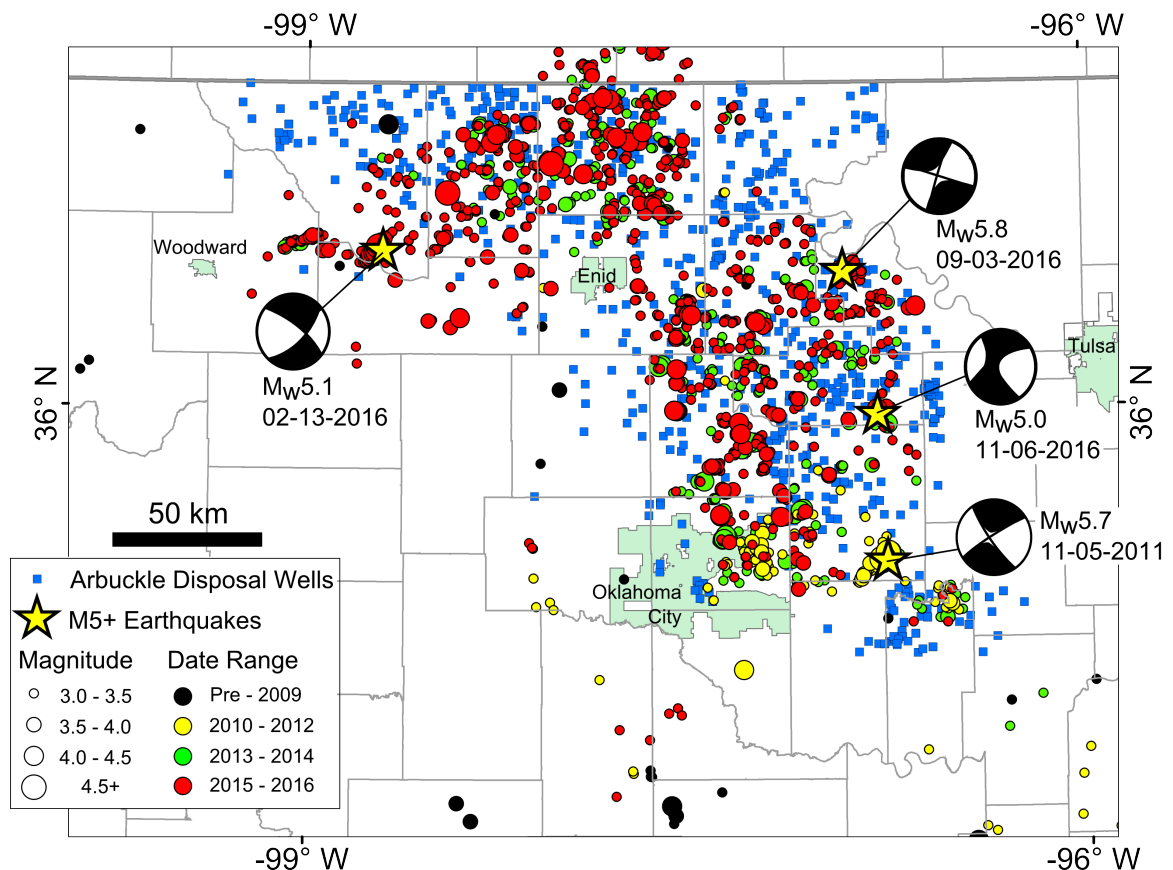 -99° W
-96° W
Woodward
Enid
Mw5.8
09-03-2016
Tulsa
Mw5.1
02-13-2016
36° N
36° N
Mw5.0
11-06-2016
50 km
Mw5.7
11-05-2011
Oklahoma
City
Arbuckle Disposal Wells
M5+ Earthquakes
Magnitude
Date Range
3.0 - 3.5
Pre - 2009
3.5 - 4.0
2010 - 2012
4.0 - 4.5
2013 - 2014
4.5+
2015 - 2016
-99° W
-96° W